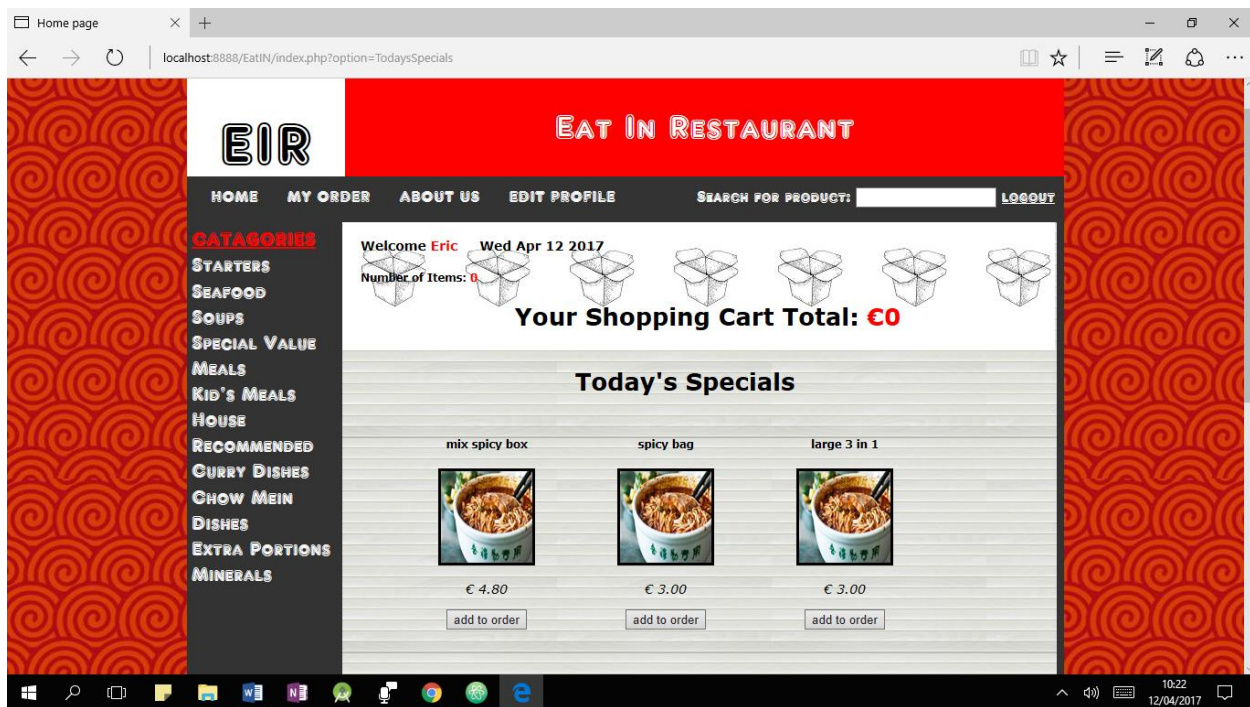 Home page
localhost:8888/EatIN/index.php?option=TodaysSpecials
EIR
Eat In Restaurant
HOME MY ORDER ABOUT US EDIT PROFILE Search for product: Logout
CATAGORIES
Starters
Seafood
Soups
Special Value
Meals
Kid's Meals
House
Recommended
Curry Dishes
Chow Mein
Dishes
Extra Portions
Minerals
Welcome Eric Wed Apr 12 2017
Number of Items: 0
Your Shopping Cart Total: €0
Today's Specials
mix spicy box spicy bag large 3 in 1
€ 4.80 € 3.00 € 3.00
add to order add to order add to order
10:22
12/04/2017